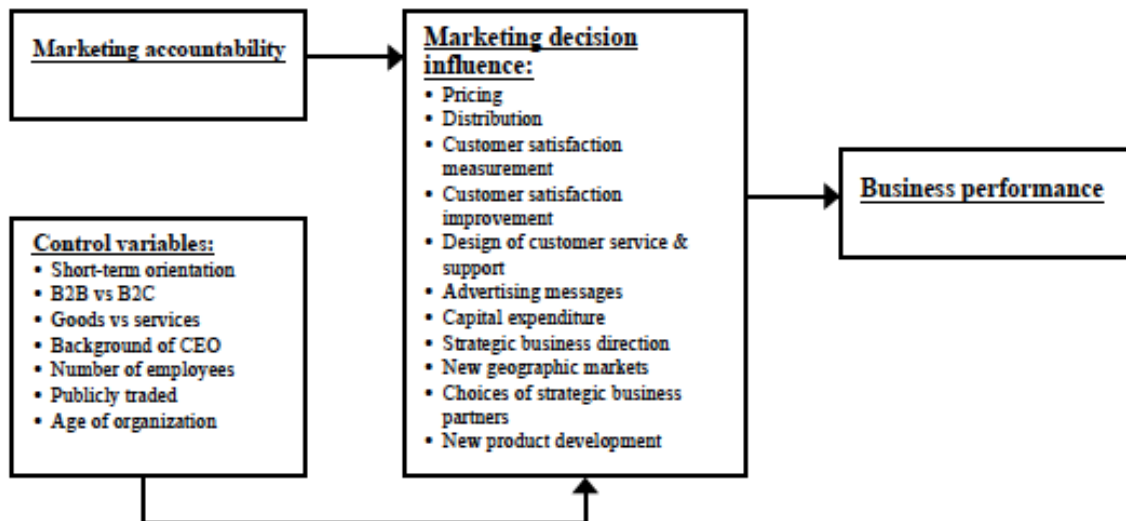 Marketing accountability
Marketing decision
influence:
• Pricing
• Distribution
• Customer satisfaction
measurement
• Customer satisfaction
improvement
• Design of customer service &
support
• Advertising messages
• Capital expenditure
• Strategic business direction
• New geographic markets
• Choices of strategic business
partners
• New product development
Business performance
Control variables:
• Short-term orientation
• B2B vs B2C
• Goods vs services
• Background of CEO
• Number of employees
• Publicly traded
• Age of organization